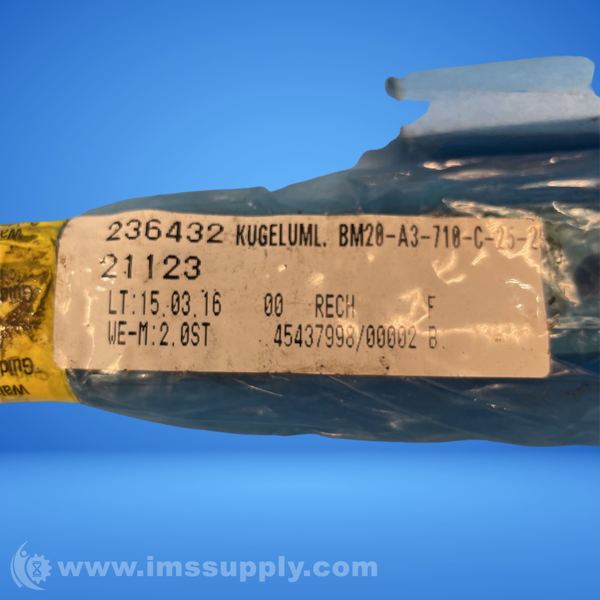 236432 KUGELUML. BM20-A3-710-C-25-2
21123
LT:15.03.16 00 RECH F
WE-M:2.0ST 45437998/00002 B
www.imssupply.com